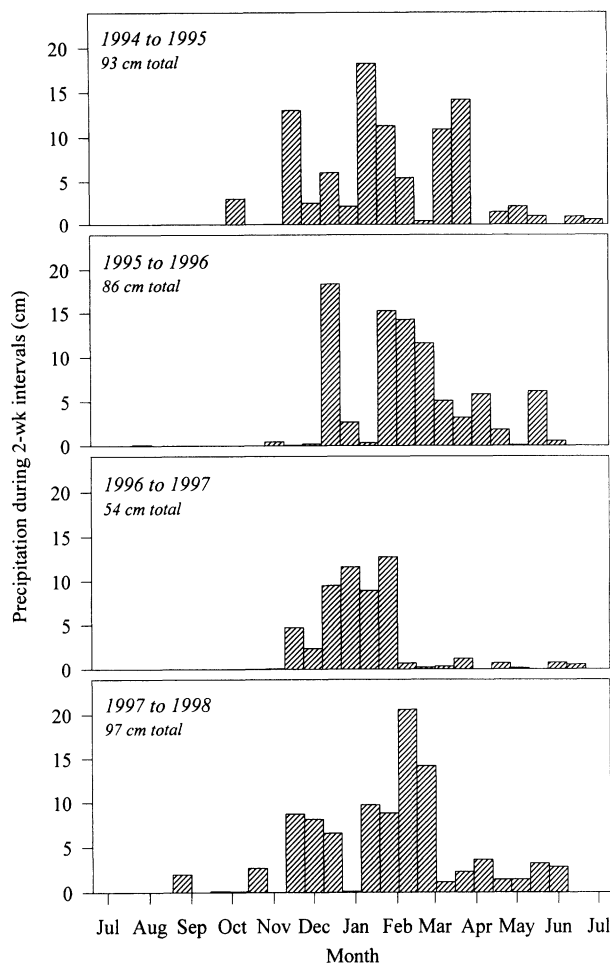 Precipitation during 2-wk intervals (cm)
1994 to 1995
93 cm total
20
15
10
5
0
1995 to 1996
86 cm total
20
15
10
5
0
1996 to 1997
54 cm total
20
15
10
5
0
1997 to 1998
97 cm total
20
15
10
5
0
Jul Aug Sep Oct Nov Dec Jan Feb Mar Apr May Jun Jul
Month